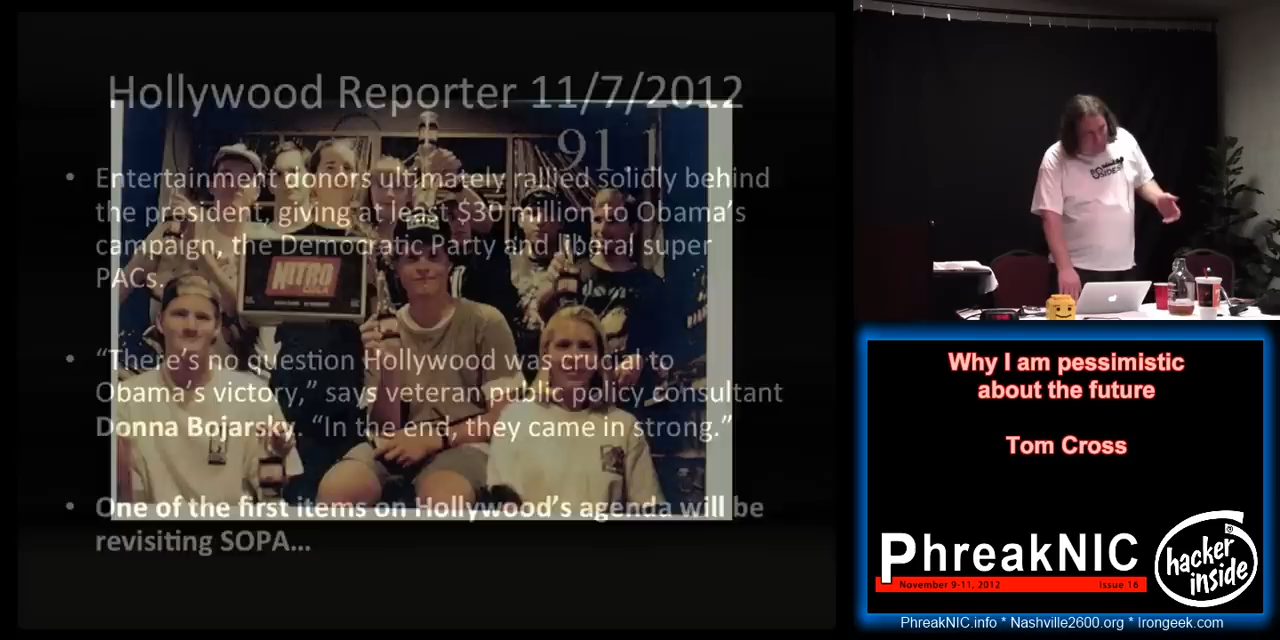 Hollywood Reporter 11/7/2012
91.1
• Entertainment donors ultimately rallied solidly behind
the president, giving at least $30 million to Obama's
campaign, the Democratic Party and liberal super
PACs.
NITRO
• “There's no question Hollywood was crucial to
Obama's victory,” says veteran public policy consultant
Donna Bojarsky. “In the end, they came in strong.”
• One of the first items on Hollywood's agenda will be
revisiting SOPA...
Why I am pessimistic
about the future
Tom Cross
PhreakNIC
November 9-11, 2012 Issue 16
hacker
inside
PhreakNIC.info * Nashville2600.org * Irongeek.com